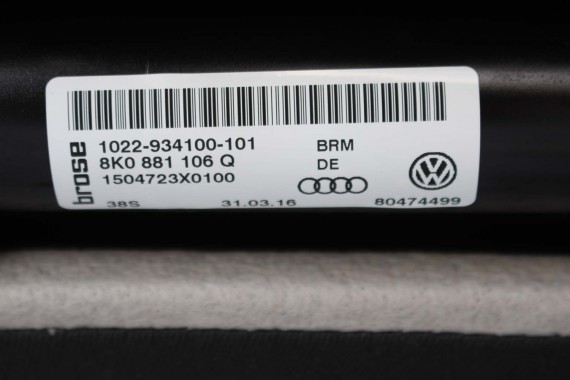 brose
1022-934100-101 BRM
8K0 881 106 Q DE
1504723X0100
38S 31.03.16 80474499